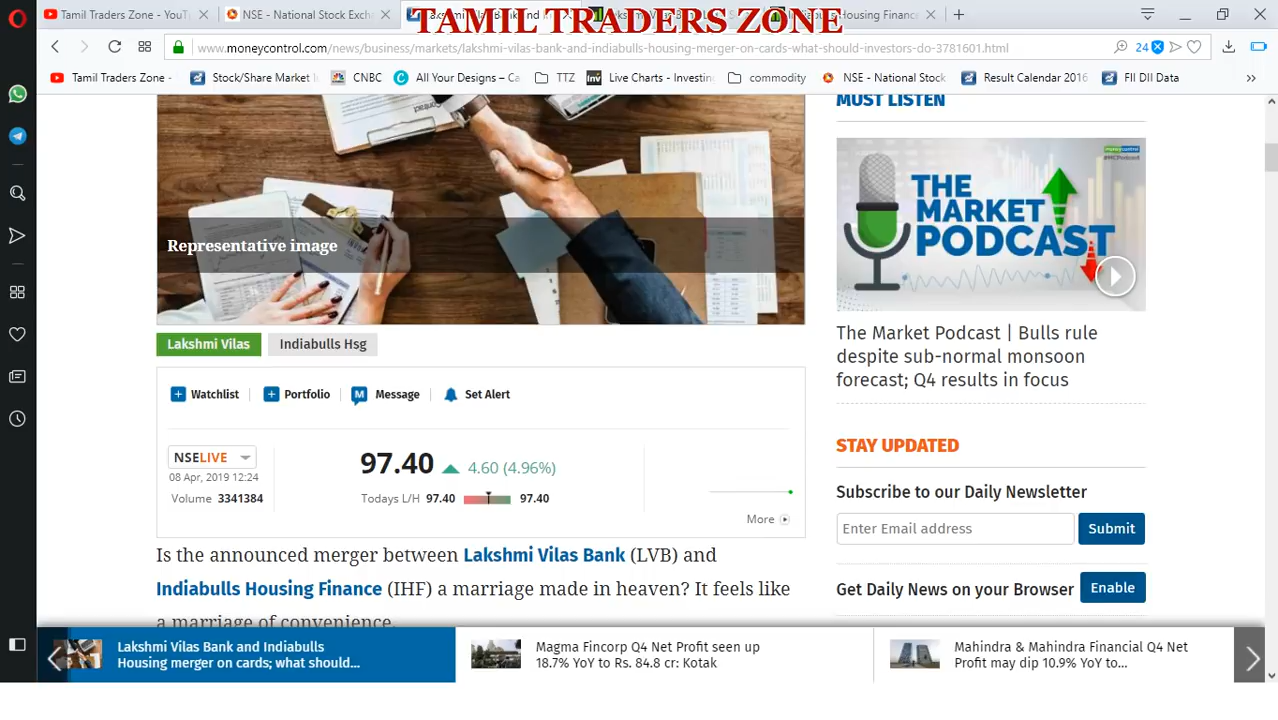 TAMIL TRADERS ZONE
Tamil Traders Zone - YouT
NSE - National Stock Exch
www.moneycontrol.com/news/business/markets/lakshmi-vilas-bank-and-indiabulls-housing-merger-on-cards-what-should-investors-do-3781601.html
24
Tamil Traders Zone -
Stock/Share Market I
CNBC
All Your Designs – Ca
TTZ
Live Charts - Investin
commodity
NSE - National Stock
Result Calendar 2016
FII DII Data
»
Representative image
Lakshmi Vilas
Indiabulls Hsg
Watchlist
Portfolio
Message
Set Alert
NSELIVE
08 Apr, 2019 12:24
Volume 3341384
97.40 4.60 (4.96%)
Todays L/H 97.40 97.40
More
Is the announced merger between Lakshmi Vilas Bank (LVB) and
Indiabulls Housing Finance (IHF) a marriage made in heaven? It feels like
a marriage of convenience.
MUST LISTEN
moneycontrol
#MCPodcast
THE
MARKET
PODCAST
The Market Podcast | Bulls rule
despite sub-normal monsoon
forecast; Q4 results in focus
STAY UPDATED
Subscribe to our Daily Newsletter
Enter Email address
Submit
Get Daily News on your Browser
Enable
Lakshmi Vilas Bank and Indiabulls
Housing merger on cards; what should...
Magma Fincorp Q4 Net Profit seen up
18.7% YoY to Rs. 84.8 cr: Kotak
Mahindra & Mahindra Financial Q4 Net
Profit may dip 10.9% YoY to...